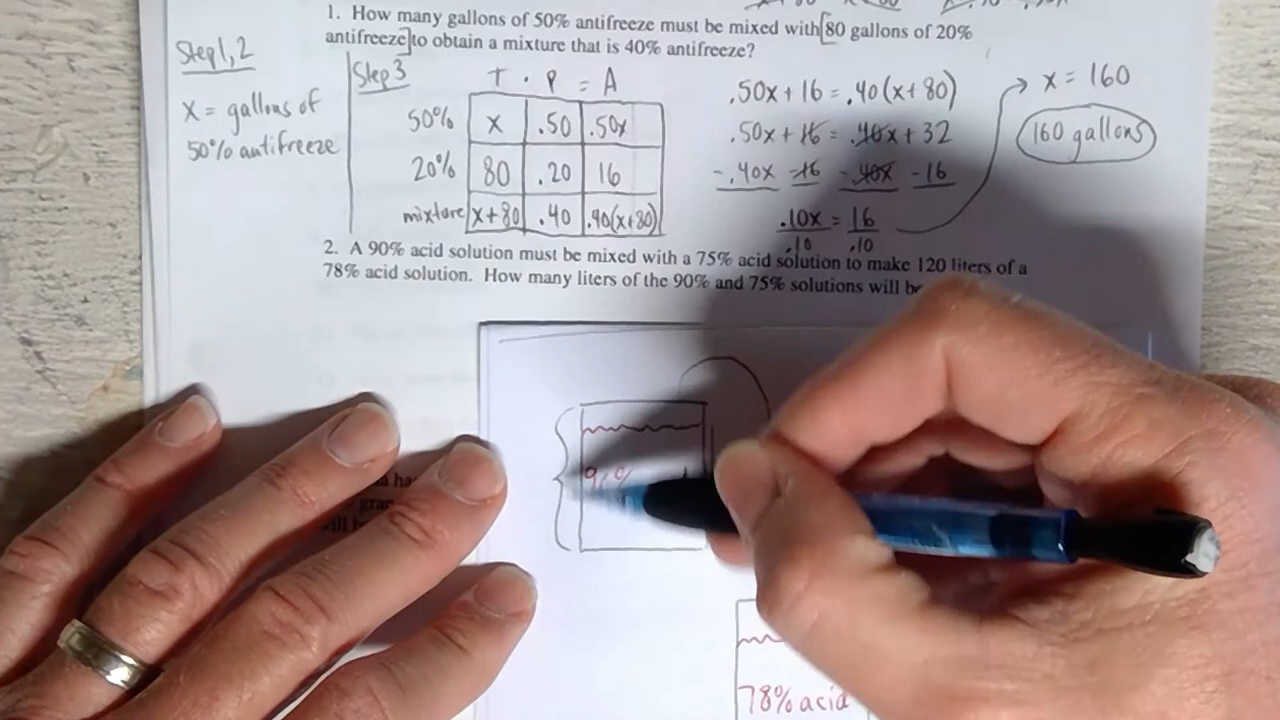 1. How many gallons of 50% antifreeze must be mixed with [80 gallons of 20%
antifreeze] to obtain a mixture that is 40% antifreeze?
Step 1, 2
x = gallons of
50% antifreeze
Step 3
T · P = A
50% x .50 .50x
20% 80 .20 16
mixture x+80 .40 .40(x+80)
.50x + 16 = .40(x+80)
.50x + 16 = .40x + 32
-.40x -16 -.40x -16
.10x = 16
.10 .10
x = 160
160 gallons
2. A 90% acid solution must be mixed with a 75% acid solution to make 120 liters of a
78% acid solution. How many liters of the 90% and 75% solutions will
90%
78% acid